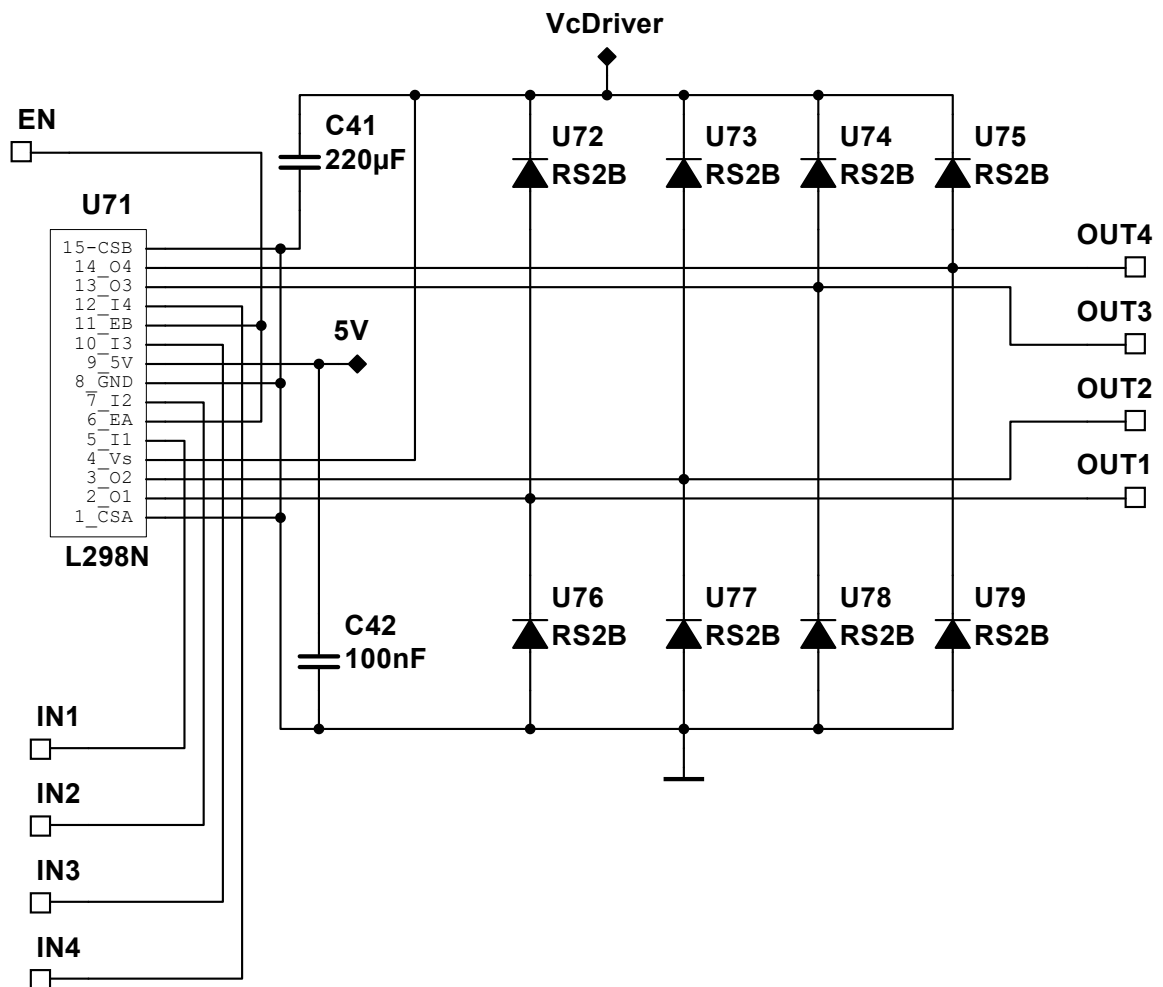 VcDriver
EN
C41
220µF
U72
RS2B
U73
RS2B
U74
RS2B
U75
RS2B
U71
15-CSB
14_O4
13_O3
12_I4
11_EB
10_I3
9_5V
8_GND
7_I2
6_EA
5_I1
4_Vs
3_O2
2_O1
1_CSA
L298N
5V
OUT4
OUT3
OUT2
OUT1
C42
100nF
U76
RS2B
U77
RS2B
U78
RS2B
U79
RS2B
IN1
IN2
IN3
IN4